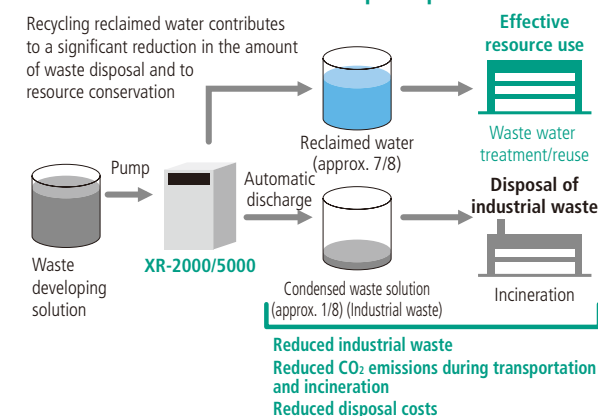 Recycling reclaimed water contributes
to a significant reduction in the amount
of waste disposal and to
resource conservation
Effective
resource use
Reclaimed water
(approx. 7/8)
Waste water
treatment/reuse
Pump
Automatic
discharge
Disposal of
industrial waste
Waste
developing
solution
XR-2000/5000
Condensed waste solution
(approx. 1/8) (Industrial waste)
Incineration
Reduced industrial waste
Reduced CO₂ emissions during transportation
and incineration
Reduced disposal costs